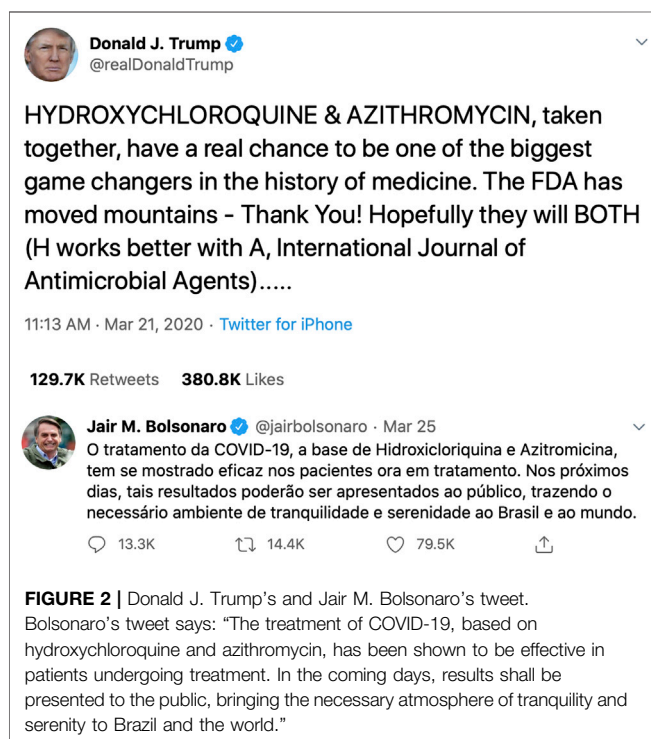 Donald J. Trump
@realDonaldTrump
HYDROXYCHLOROQUINE & AZITHROMYCIN, taken
together, have a real chance to be one of the biggest
game changers in the history of medicine. The FDA has
moved mountains - Thank You! Hopefully they will BOTH
(H works better with A, International Journal of
Antimicrobial Agents).....
11:13 AM · Mar 21, 2020 · Twitter for iPhone
129.7K Retweets 380.8K Likes
Jair M. Bolsonaro @jairbolsonaro · Mar 25
O tratamento da COVID-19, a base de Hidroxicloriquina e Azitromicina,
tem se mostrado eficaz nos pacientes ora em tratamento. Nos próximos
dias, tais resultados poderão ser apresentados ao público, trazendo o
necessário ambiente de tranquilidade e serenidade ao Brasil e ao mundo.
13.3K 14.4K 79.5K
FIGURE 2 | Donald J. Trump's and Jair M. Bolsonaro's tweet.
Bolsonaro's tweet says: “The treatment of COVID-19, based on
hydroxychloroquine and azithromycin, has been shown to be effective in
patients undergoing treatment. In the coming days, results shall be
presented to the public, bringing the necessary atmosphere of tranquility and
serenity to Brazil and the world.”